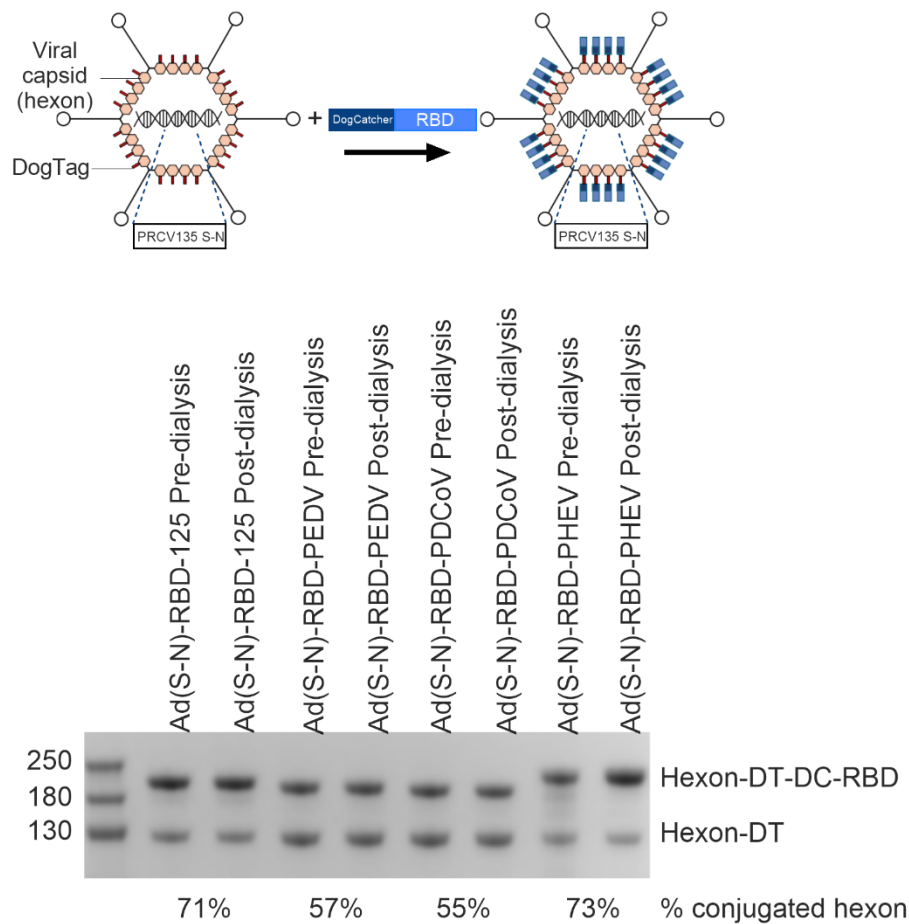 Viral
capsid
(hexon)
DogTag
+
DogCatcher RBD
PRCV135 S-N
PRCV135 S-N
Ad(S-N)-RBD-125 Pre-dialysis
Ad(S-N)-RBD-125 Post-dialysis
Ad(S-N)-RBD-PEDV Pre-dialysis
Ad(S-N)-RBD-PEDV Post-dialysis
Ad(S-N)-RBD-PDCoV Pre-dialysis
Ad(S-N)-RBD-PDCoV Post-dialysis
Ad(S-N)-RBD-PHEV Pre-dialysis
Ad(S-N)-RBD-PHEV Post-dialysis
250
180
130
Hexon-DT-DC-RBD
Hexon-DT
71% 57% 55% 73% % conjugated hexon